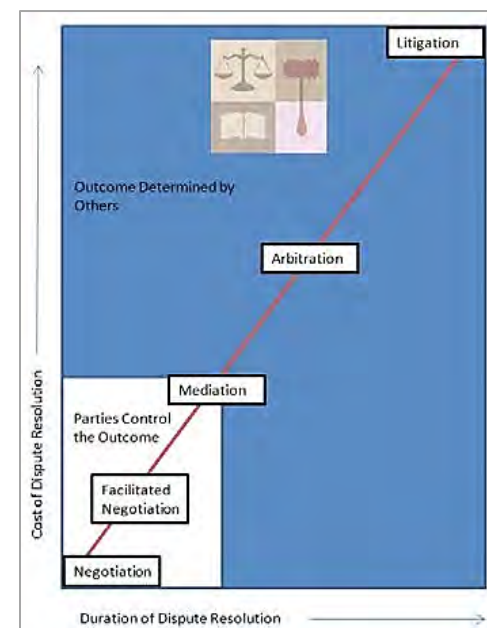 Litigation
Outcome Determined by
Others
Arbitration
Mediation
Parties Control
the Outcome
Facilitated
Negotiation
Negotiation
Cost of Dispute Resolution
Duration of Dispute Resolution